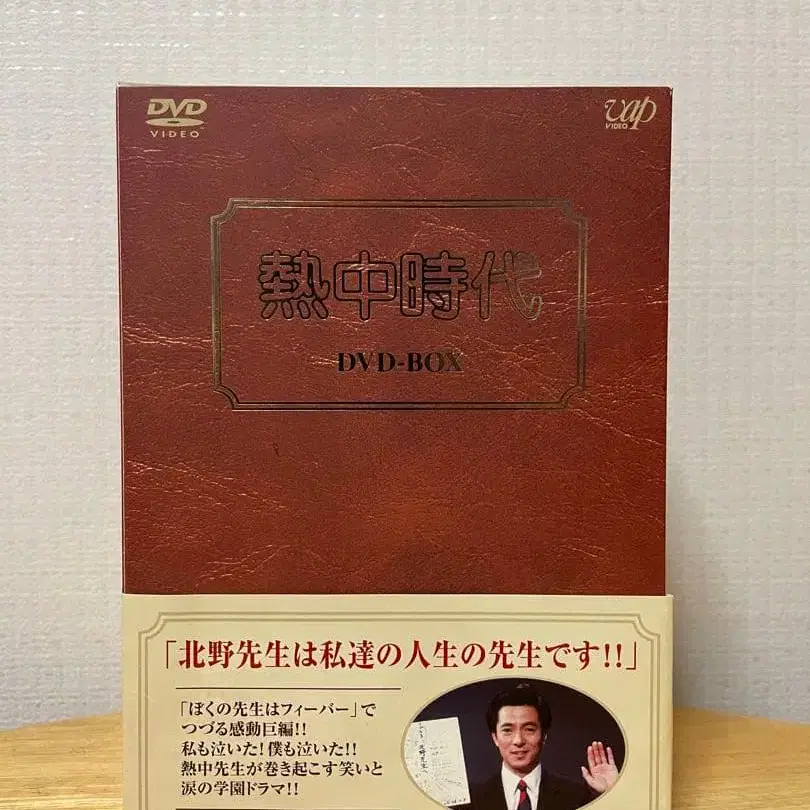 DVD
VIDEO
vap
VIDEO
熱中時代
DVD-BOX
「北野先生は私達の人生の先生です!!」
「ぼくの先生はフィーバー」で
つづる感動巨編!!
私も泣いた!僕も泣いた!!
熱中先生が巻き起こす笑いと
涙の学園ドラマ!!